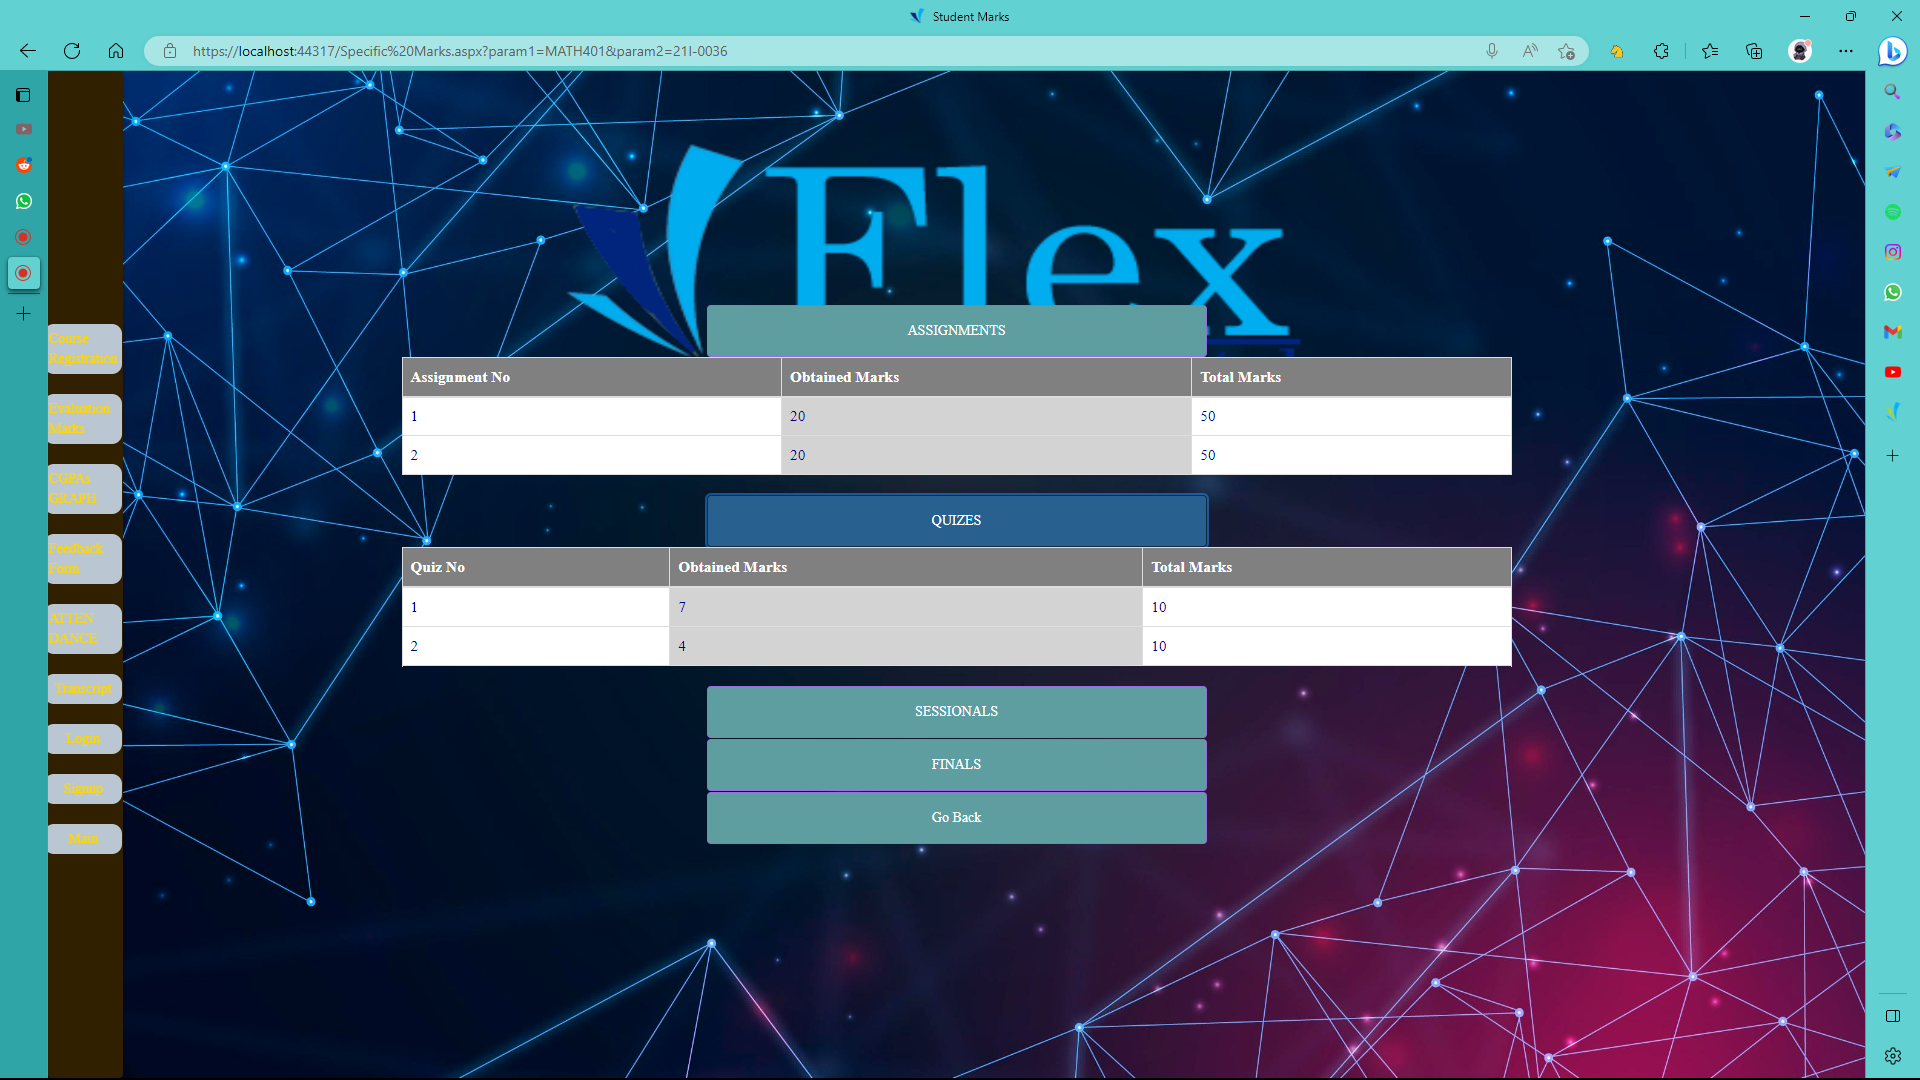 Student Marks
https://localhost:44317/Specific%20Marks.aspx?param1=MATH401&param2=21I-0036
Flex
Course
Registration
Evaluation
Marks
GRAPH
Feedback
Form
ATTEN
DANCE
Transcript
Login
Signup
Main
ASSIGNMENTS
Assignment No Obtained Marks Total Marks
1 20 50
2 20 50
QUIZES
Quiz No Obtained Marks Total Marks
1 7 10
2 4 10
SESSIONALS
FINALS
Go Back